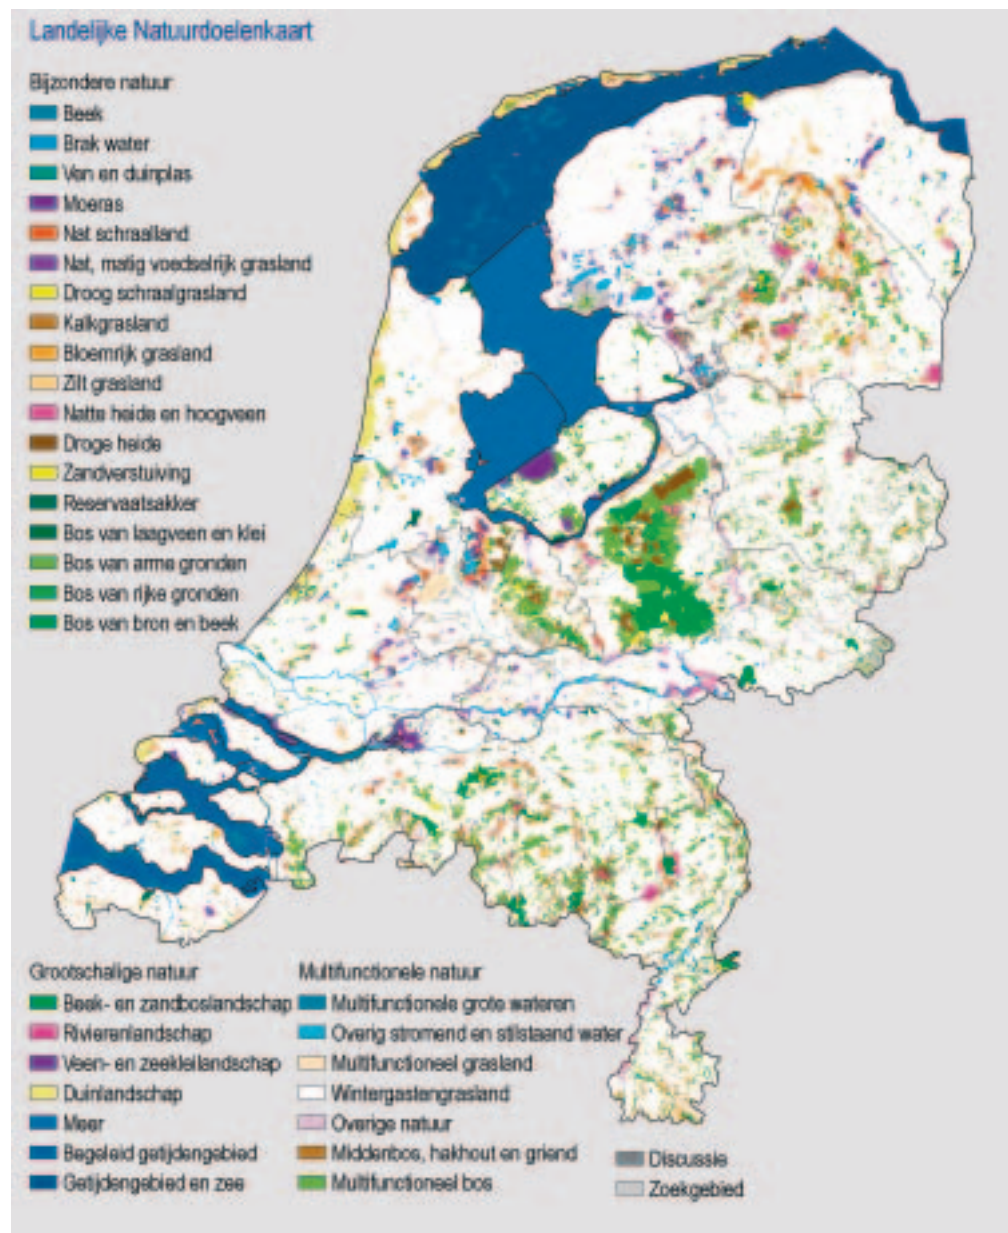 Landelijke Natuurdoelenkaart
Bijzondere natuur
Beek
Brak water
Ven en duinplas
Moeras
Nat schraalland
Nat, matig voedselrijk grasland
Droog schraalgrasland
Kalkgrasland
Bloemrijk grasland
Zilt grasland
Natte heide en hoogveen
Droge heide
Zandverstuiving
Reservaatsakker
Bos van laagveen en klei
Bos van arme gronden
Bos van rijke gronden
Bos van bron en beek
Grootschalige natuur
Beek- en zandboslandschap
Rivierenlandschap
Veen- en zeekleilandschap
Duinlandschap
Meer
Begeleid getijdengebied
Getijdengebied en zee
Multifunctionele natuur
Multifunctionele grote wateren
Overig stromend en stilstaand water
Multifunctioneel grasland
Wintergastengrasland
Overige natuur
Middenbos, hakhout en griend
Multifunctioneel bos
Discussie
Zoekgebied